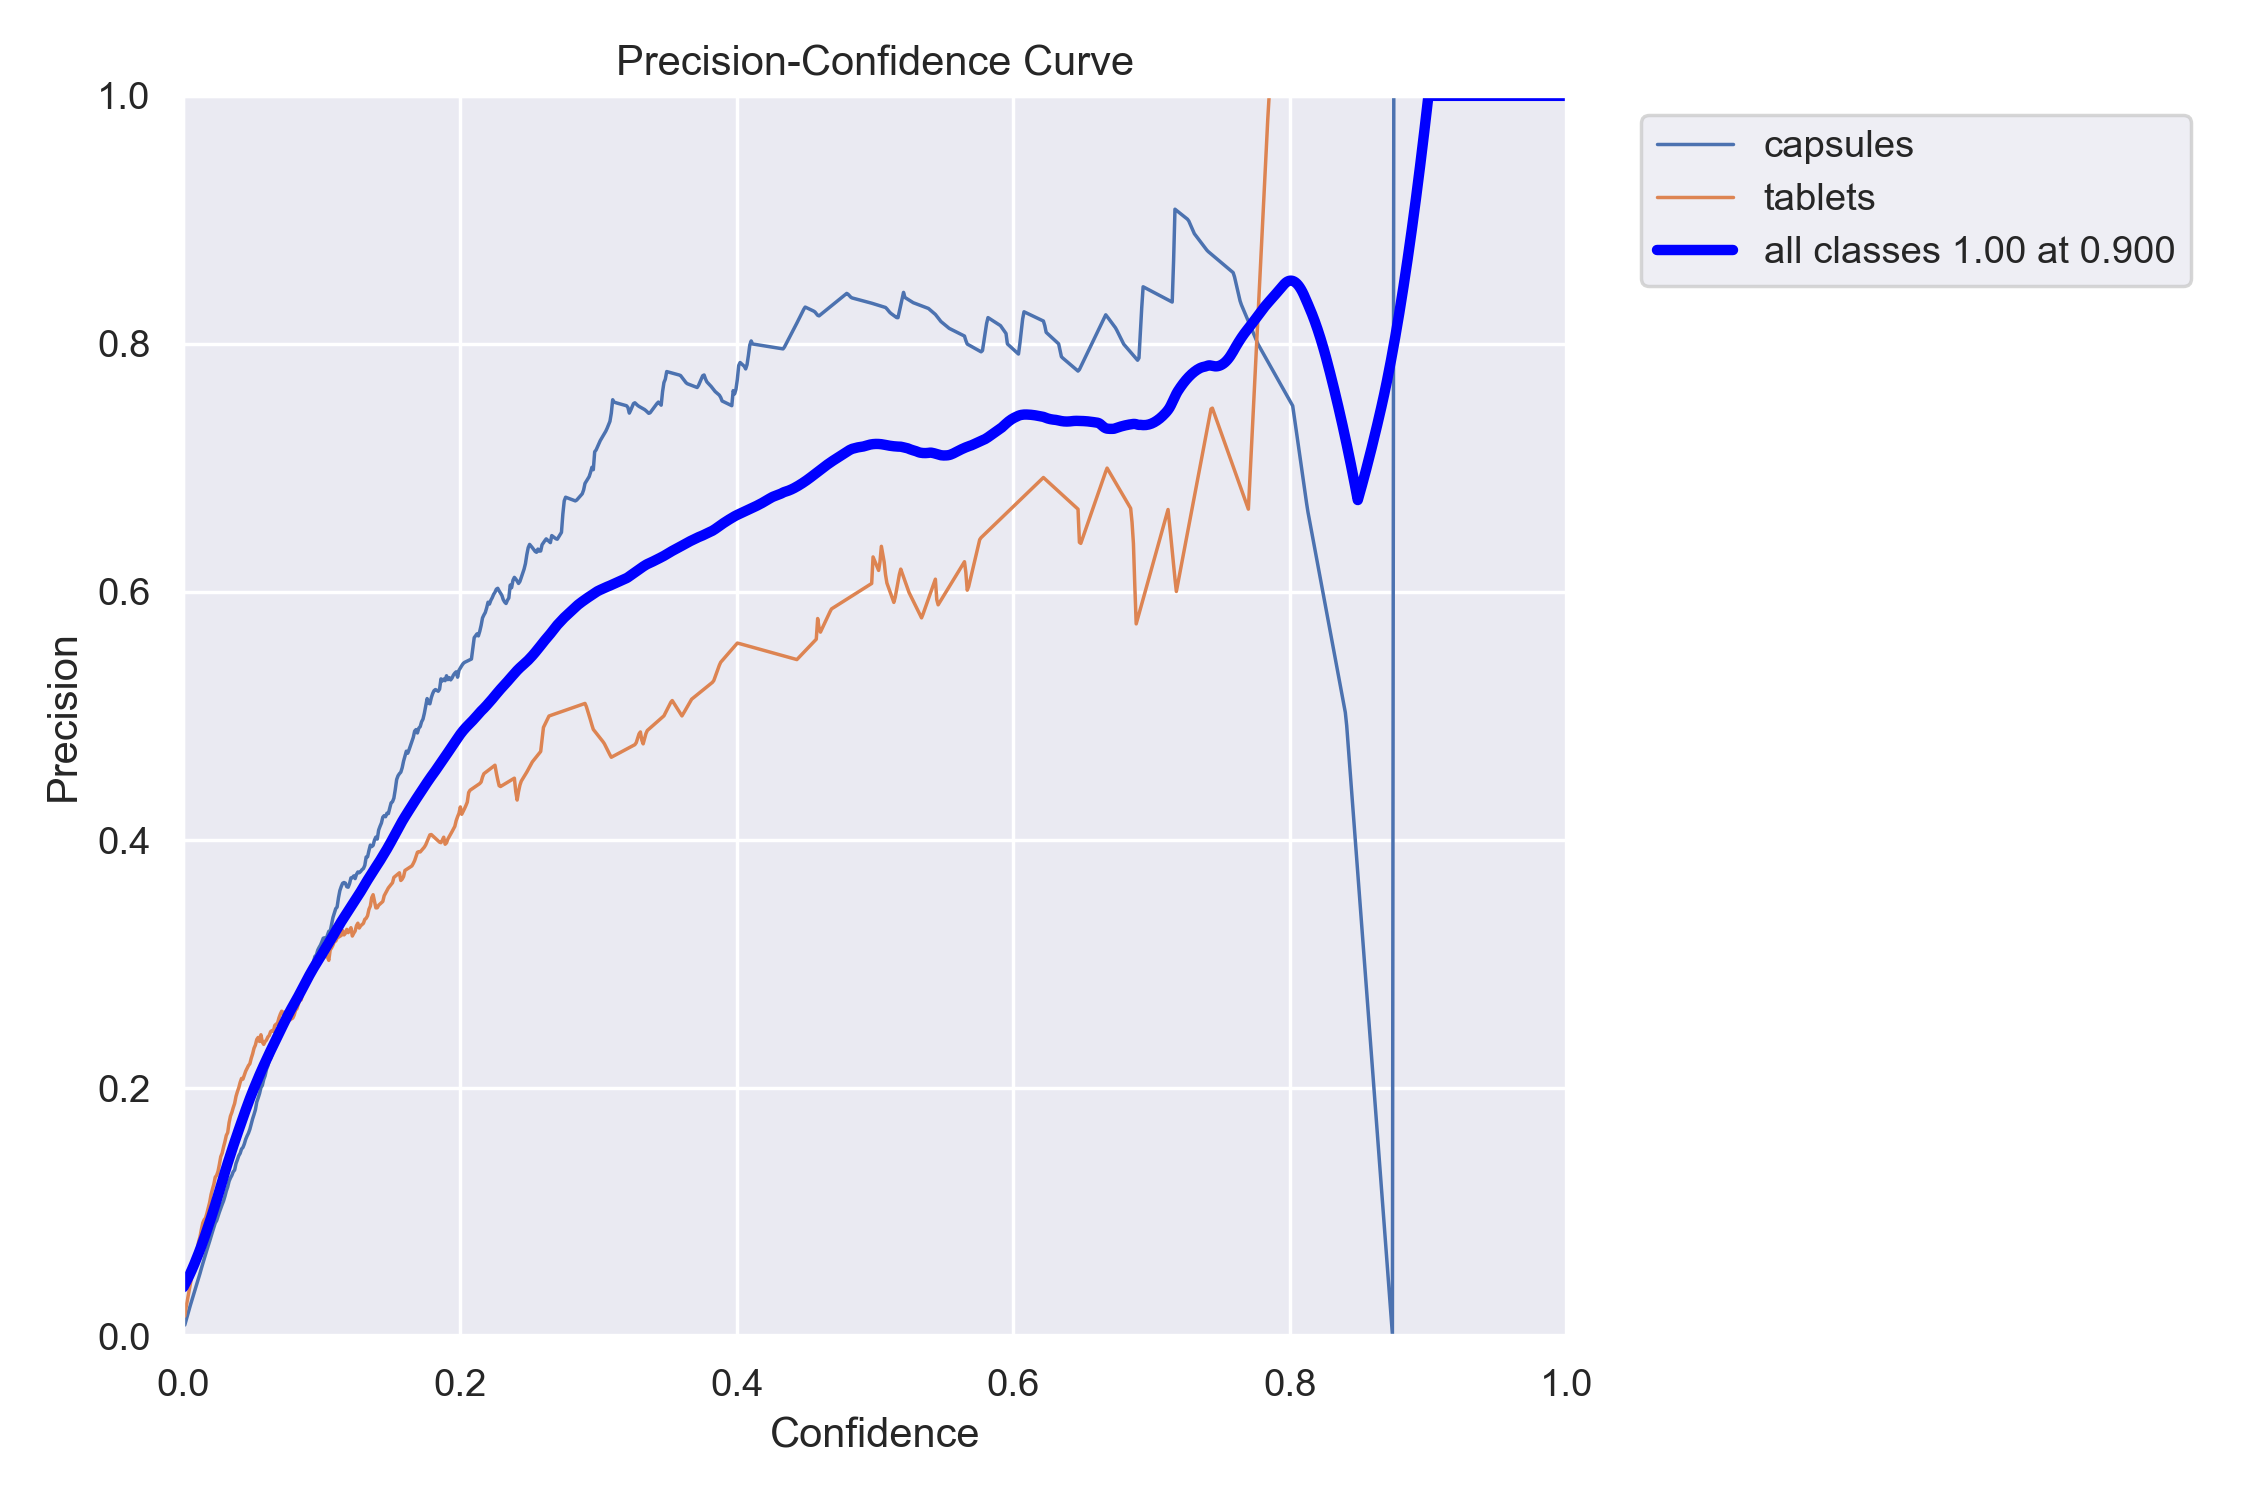 Precision-Confidence Curve
1.0
0.8
0.6
0.4
0.2
0.0
Precision
0.0 0.2 0.4 0.6 0.8 1.0
Confidence
capsules
tablets
all classes 1.00 at 0.900